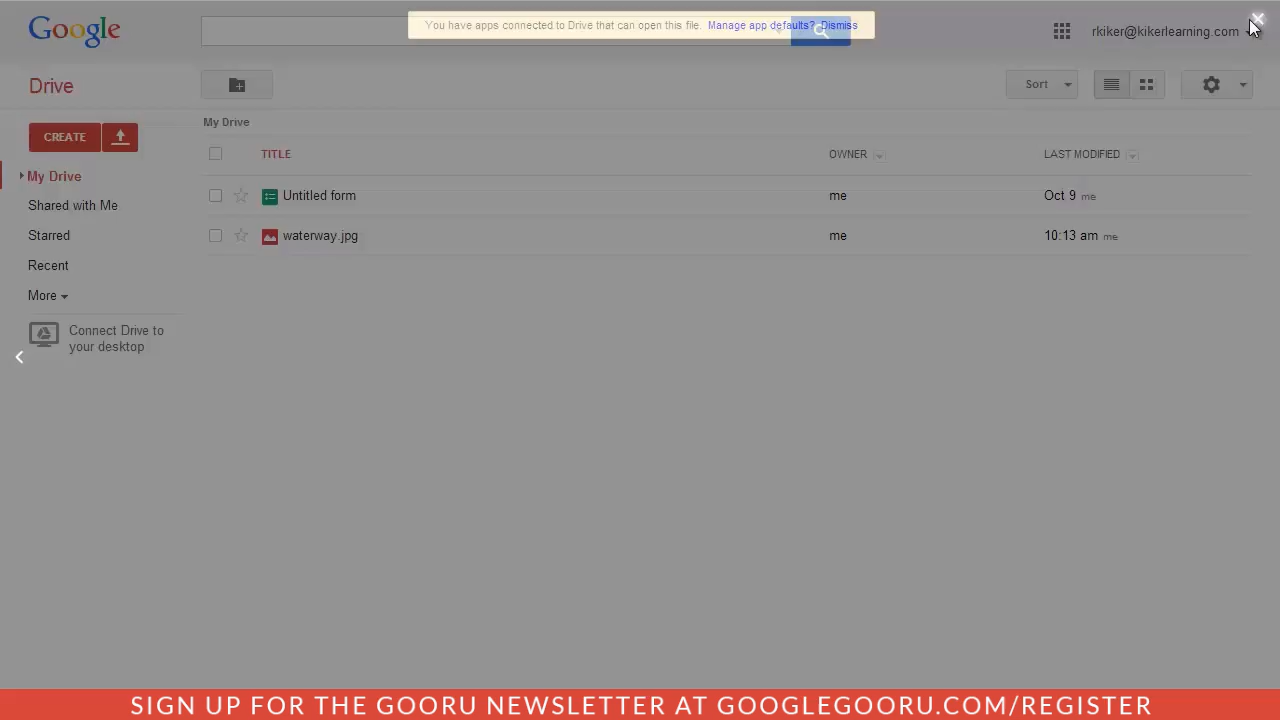 Google
You have apps connected to Drive that can open this file. Manage app defaults? Dismiss
rkiker@kikerlearning.com
Drive
Sort
My Drive
CREATE
TITLE
OWNER
LAST MODIFIED
My Drive
Untitled form
me
Oct 9 me
Shared with Me
waterway.jpg
me
10:13 am me
Starred
Recent
More
Connect Drive to
your desktop
SIGN UP FOR THE GOORU NEWSLETTER AT GOOGLEGOORU.COM/REGISTER